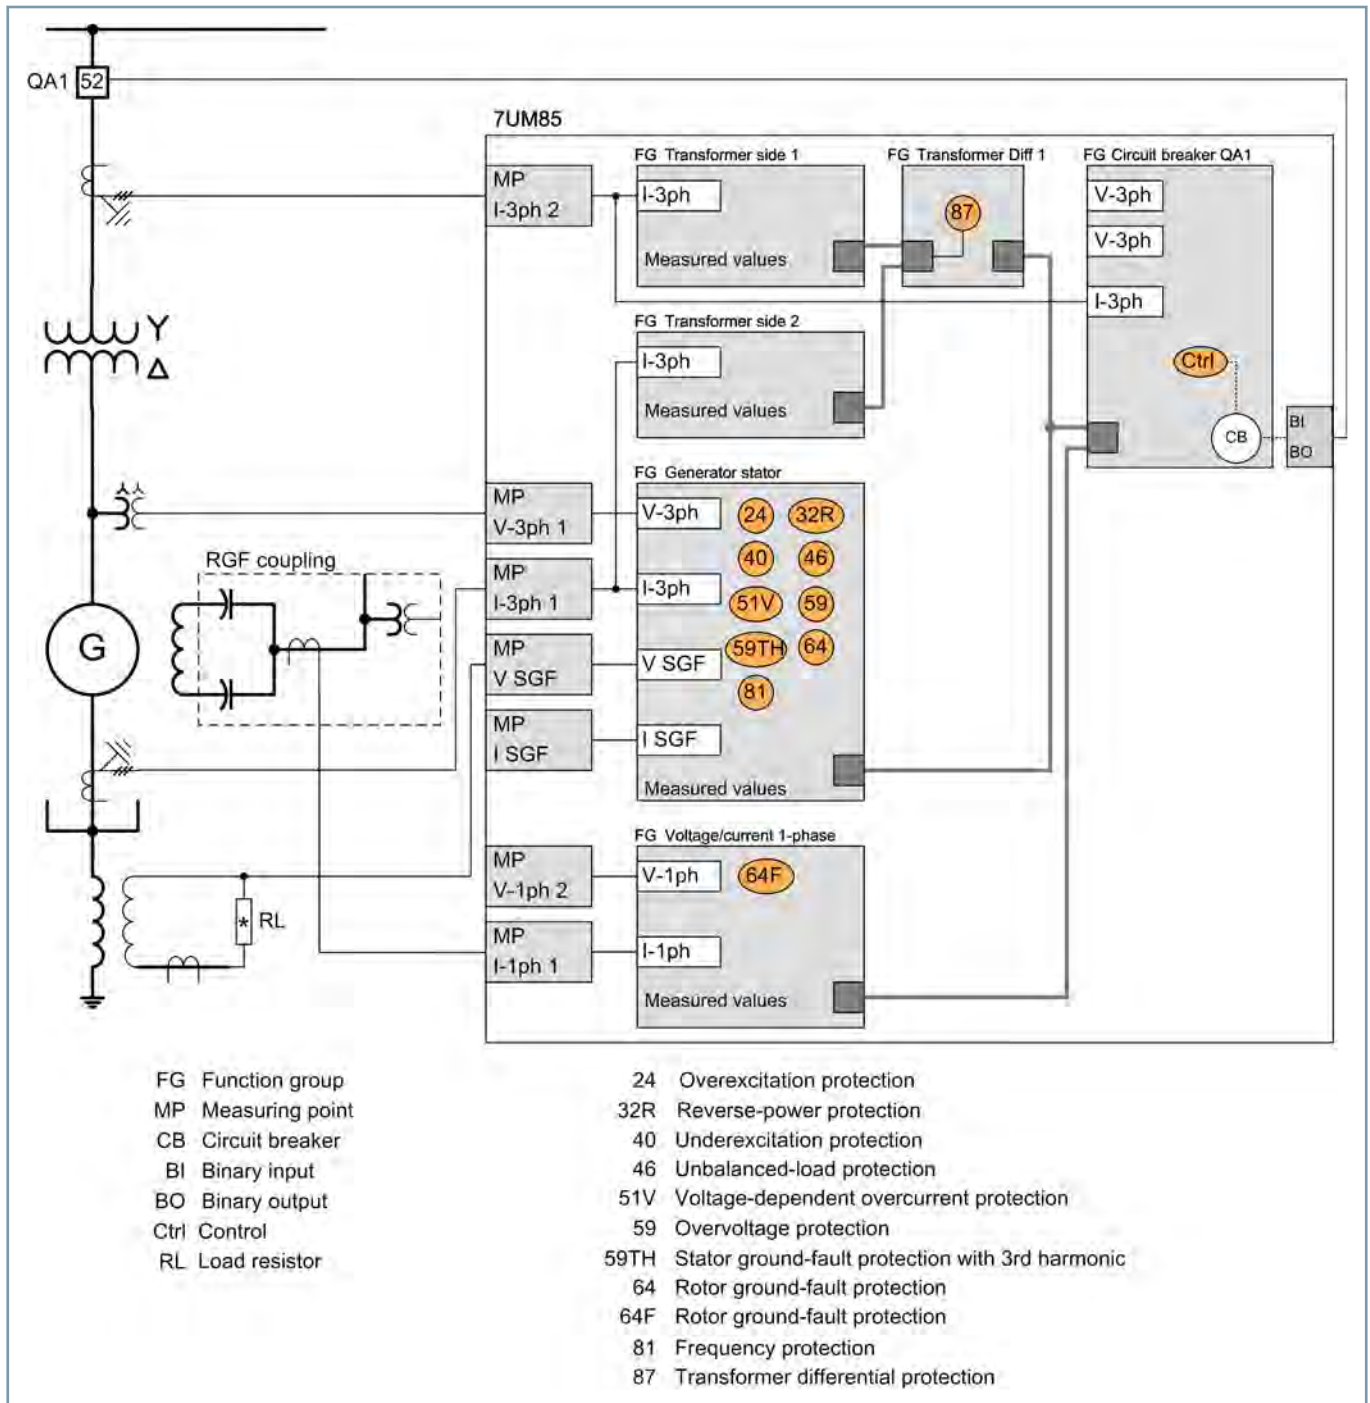 QA1 52
7UM85
FG Transformer side 1
FG Transformer Diff 1
FG Circuit breaker QA1
MP
I-3ph 2
I-3ph
Measured values
87
V-3ph
V-3ph
I-3ph
Ctrl
CB
BI
BO
Y
Δ
FG Transformer side 2
I-3ph
Measured values
FG Generator stator
MP
V-3ph 1
V-3ph
24
32R
40
46
51V
59
59TH
64
81
RGF coupling
MP
I-3ph 1
I-3ph
G
MP
V SGF
V SGF
MP
I SGF
I SGF
Measured values
FG Voltage/current 1-phase
MP
V-1ph 2
V-1ph
64F
* RL
MP
I-1ph 1
I-1ph
Measured values
FG Function group
MP Measuring point
CB Circuit breaker
BI Binary input
BO Binary output
Ctrl Control
RL Load resistor
24 Overexcitation protection
32R Reverse-power protection
40 Underexcitation protection
46 Unbalanced-load protection
51V Voltage-dependent overcurrent protection
59 Overvoltage protection
59TH Stator ground-fault protection with 3rd harmonic
64 Rotor ground-fault protection
64F Rotor ground-fault protection
81 Frequency protection
87 Transformer differential protection